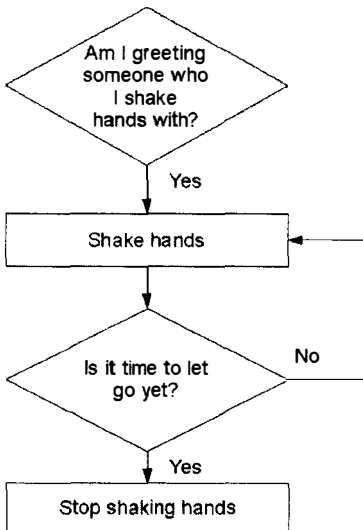 Am I greeting
someone who
I shake
hands with?
Yes
Shake hands
Is it time to let
go yet?
No
Yes
Stop shaking hands